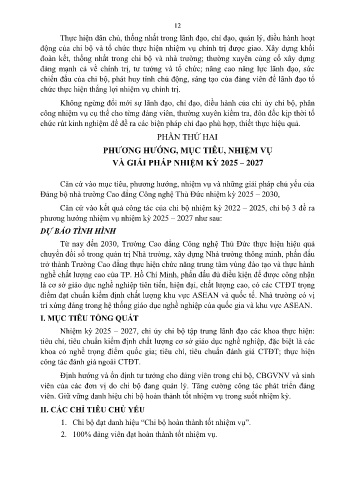 12
Thực hiện dân chủ, thống nhất trong lãnh đạo, chỉ đạo, quản lý, điều hành hoạt
động của chi bộ và tổ chức thực hiện nhiệm vụ chính trị được giao. Xây dựng khối
đoàn kết, thống nhất trong chi bộ và nhà trường; thường xuyên củng cố xây dựng
đảng mạnh cả về chính trị, tư tưởng và tổ chức; nâng cao năng lực lãnh đạo, sức
chiến đấu của chi bộ, phát huy tính chủ động, sáng tạo của đảng viên để lãnh đạo tổ
chức thực hiện thắng lợi nhiệm vụ chính trị.
Không ngừng đổi mới sự lãnh đạo, chỉ đạo, điều hành của chi ủy chi bộ, phân
công nhiệm vụ cụ thể cho từng đảng viên, thường xuyên kiểm tra, đôn đốc kịp thời tổ
chức rút kinh nghiệm để đề ra các biện pháp chỉ đạo phù hợp, thiết thực hiệu quả.
PHẦN THỨ HAI
PHƯƠNG HƯỚNG, MỤC TIÊU, NHIỆM VỤ
VÀ GIẢI PHÁP NHIỆM KỲ 2025 – 2027
Căn cứ vào mục tiêu, phương hướng, nhiệm vụ và những giải pháp chủ yếu của
Đảng bộ nhà trường Cao đẳng Công nghệ Thủ Đức nhiệm kỳ 2025 – 2030,
Căn cứ vào kết quả công tác của chi bộ nhiệm kỳ 2022 – 2025, chi bộ 3 đề ra
phương hướng nhiệm vụ nhiệm kỳ 2025 – 2027 như sau:
DỰ BÁO TÌNH HÌNH
Từ nay đến 2030, Trường Cao đẳng Công nghệ Thủ Đức thực hiện hiệu quả
chuyển đổi số trong quản trị Nhà trường, xây dựng Nhà trường thông minh, phấn đấu
trở thành Trường Cao đẳng thực hiện chức năng trung tâm vùng đào tạo và thực hành
nghề chất lượng cao của TP. Hồ Chí Minh, phấn đấu đủ điều kiện để được công nhận
là cơ sở giáo dục nghề nghiệp tiên tiến, hiện đại, chất lượng cao, có các CTĐT trọng
điểm đạt chuẩn kiểm định chất lượng khu vực ASEAN và quốc tế. Nhà trường có vị
trí xứng đáng trong hệ thống giáo dục nghề nghiệp của quốc gia và khu vực ASEAN.
I. MỤC TIÊU TỔNG QUÁT
Nhiệm kỳ 2025 – 2027, chi ủy chi bộ tập trung lãnh đạo các khoa thực hiện:
tiêu chí, tiêu chuẩn kiểm định chất lượng cơ sở giáo dục nghề nghiệp, đặc biệt là các
khoa có nghề trọng điểm quốc gia; tiêu chí, tiêu chuẩn đánh giá CTĐT; thực hiện
công tác đánh giá ngoài CTĐT.
Định hướng và ổn định tư tưởng cho đảng viên trong chi bộ, CBGVNV và sinh
viên của các đơn vị do chi bộ đang quản lý. Tăng cường công tác phát triển đảng
viên. Giữ vững danh hiệu chi bộ hoàn thành tốt nhiệm vụ trong suốt nhiệm kỳ.
II. CÁC CHỈ TIÊU CHỦ YẾU
1. Chi bộ đạt danh hiệu “Chi bộ hoàn thành tốt nhiệm vụ”.
2. 100% đảng viên đạt hoàn thành tốt nhiệm vụ.